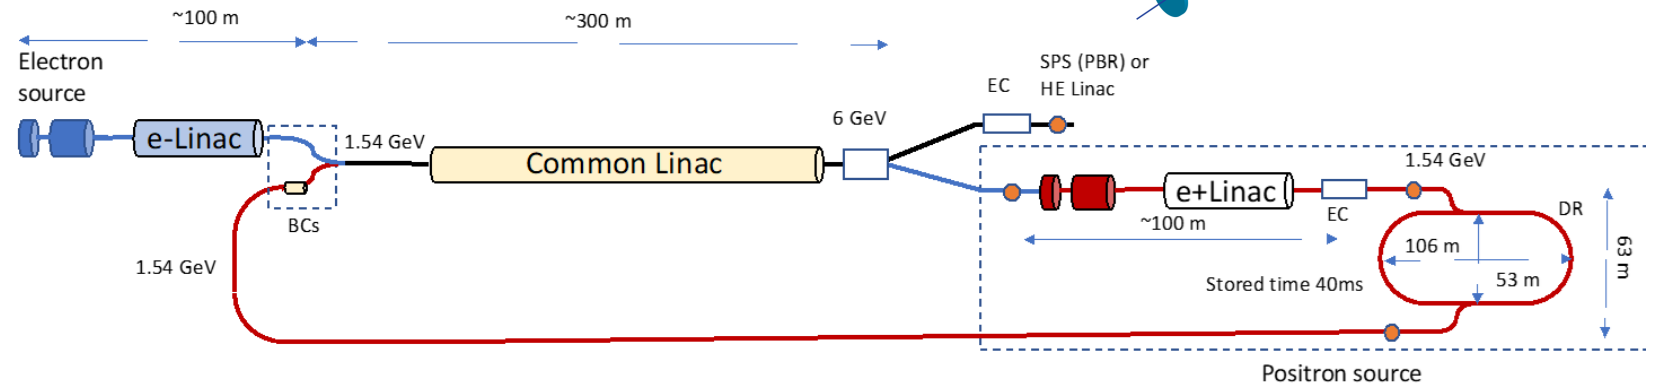 ~100 m
~300 m
Electron
source
e-Linac
BCs
1.54 GeV
1.54 GeV
Common Linac
6 GeV
EC
SPS (PBR) or
HE Linac
e+Linac
~100 m
EC
1.54 GeV
DR
106 m
53 m
63 m
Stored time 40ms
Positron source